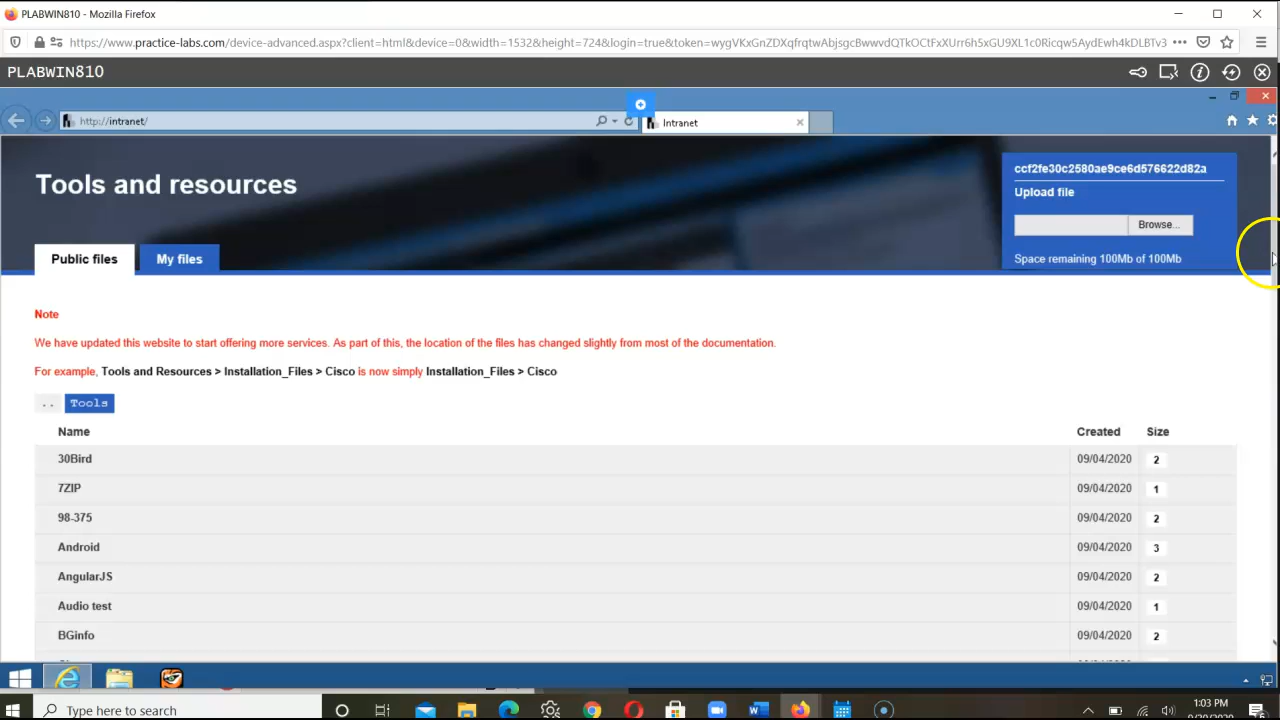 PLABWIN810 - Mozilla Firefox
https://www.practice-labs.com/device-advanced.aspx?client=html&device=0&width=1532&height=724&login=true&token=wygVKxGnZDXqfrqtwAbjsgcBwwvdQTkOCtFxXUrr6h5xGU9XL1c0Ricqw5AydEwh4kDLBTv3
PLABWIN810
http://intranet/
Intranet
Tools and resources
ccf2fe30c2580ae9ce6d576622d82a
Upload file
Browse...
Space remaining 100Mb of 100Mb
Public files My files
Note
We have updated this website to start offering more services. As part of this, the location of the files has changed slightly from most of the documentation.
For example, Tools and Resources > Installation_Files > Cisco is now simply Installation_Files > Cisco
.. Tools
Name Created Size
30Bird 09/04/2020 2
7ZIP 09/04/2020 1
98-375 09/04/2020 2
Android 09/04/2020 3
AngularJS 09/04/2020 2
Audio test 09/04/2020 1
BGinfo 09/04/2020 2
Type here to search
1:03 PM